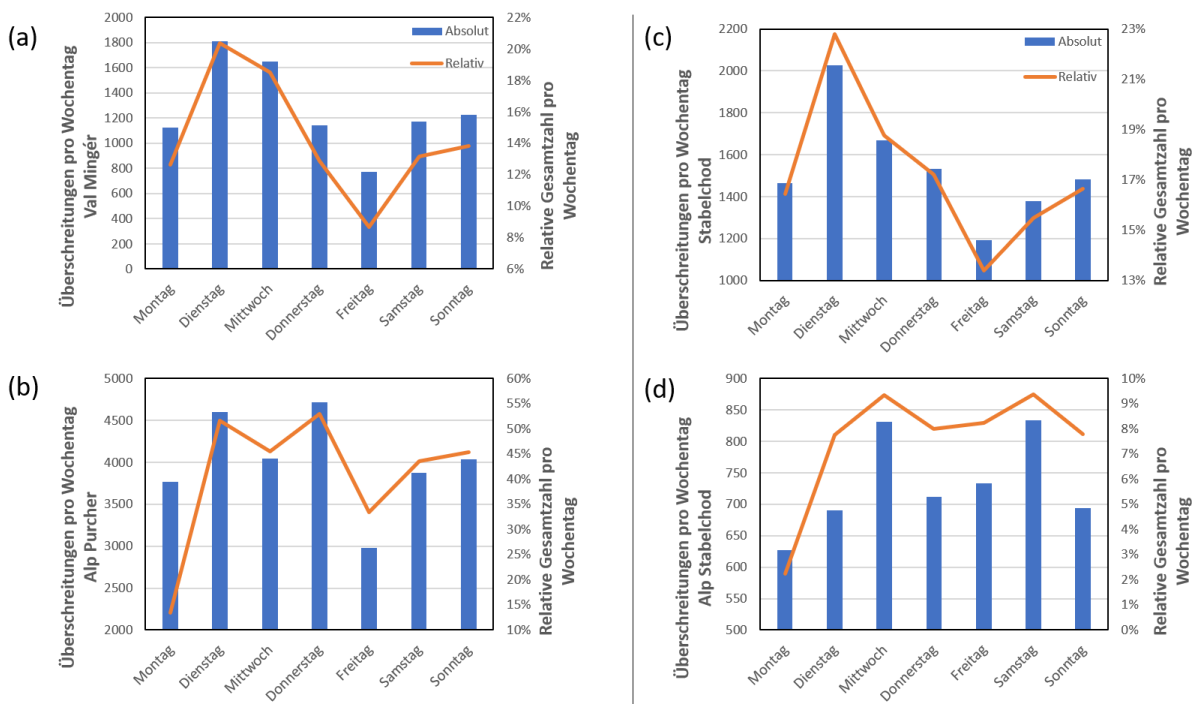 (a)
Überschreitungen pro Wochentag
Val Mingér
2000
1800
1600
1400
1200
1000
800
600
400
200
0
Absolut
Relativ
22%
20%
18%
16%
14%
12%
10%
8%
6%
Relative Gesamtzahl pro
Wochentag
Montag
Dienstag
Mittwoch
Donnerstag
Freitag
Samstag
Sonntag
(b)
Überschreitungen pro Wochentag
Alp Purcher
5000
4500
4000
3500
3000
2500
2000
60%
55%
50%
45%
40%
35%
30%
25%
20%
15%
10%
Relative Gesamtzahl pro
Wochentag
Montag
Dienstag
Mittwoch
Donnerstag
Freitag
Samstag
Sonntag
(c)
Überschreitungen pro Wochentag
Stabelchod
2200
2000
1800
1600
1400
1200
1000
Absolut
Relativ
23%
21%
19%
17%
15%
13%
Relative Gesamtzahl pro
Wochentag
Montag
Dienstag
Mittwoch
Donnerstag
Freitag
Samstag
Sonntag
(d)
Überschreitungen pro Wochentag
Alp Stabelchod
900
850
800
750
700
650
600
550
500
10%
9%
8%
7%
6%
5%
4%
3%
2%
1%
0%
Relative Gesamtzahl pro
Wochentag
Montag
Dienstag
Mittwoch
Donnerstag
Freitag
Samstag
Sonntag